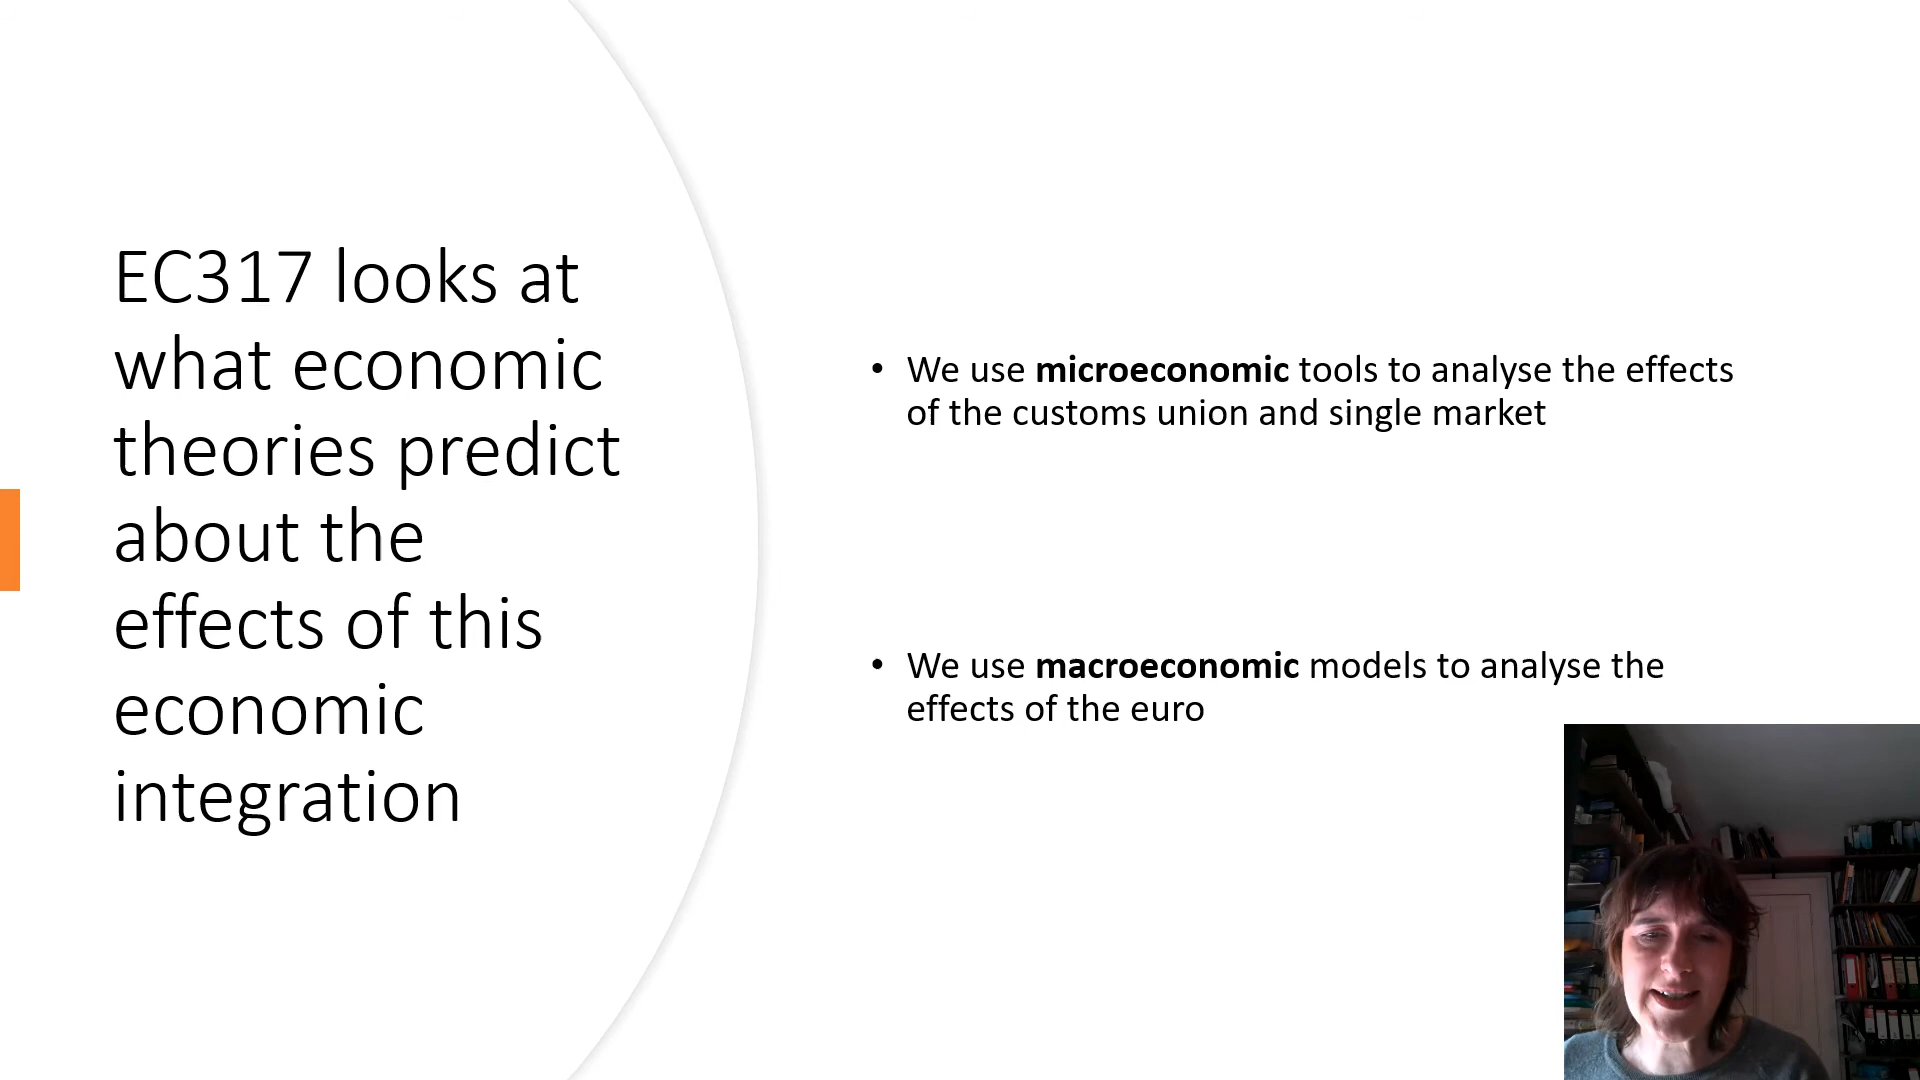 EC317 looks at
what economic
theories predict
about the
effects of this
economic
integration
• We use microeconomic tools to analyse the effects
of the customs union and single market
• We use macroeconomic models to analyse the
effects of the euro